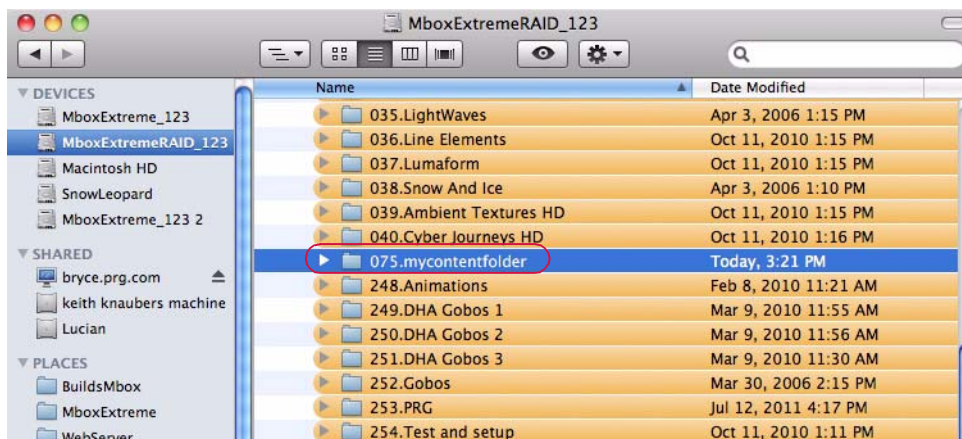 MboxExtremeRAID_123
DEVICES
MboxExtreme_123
MboxExtremeRAID_123
Macintosh HD
SnowLeopard
MboxExtreme_123 2
SHARED
bryce.prg.com
keith knaubers machine
Lucian
PLACES
BuildsMbox
MboxExtreme
WebServer
Name Date Modified
035.LightWaves Apr 3, 2006 1:15 PM
036.Line Elements Oct 11, 2010 1:15 PM
037.Lumaform Oct 11, 2010 1:15 PM
038.Snow And Ice Apr 3, 2006 1:10 PM
039.Ambient Textures HD Oct 11, 2010 1:15 PM
040.Cyber Journeys HD Oct 11, 2010 1:16 PM
075.mycontentfolder Today, 3:21 PM
248.Animations Feb 8, 2010 11:21 AM
249.DHA Gobos 1 Mar 9, 2010 11:55 AM
250.DHA Gobos 2 Mar 9, 2010 11:56 AM
251.DHA Gobos 3 Mar 9, 2010 11:30 AM
252.Gobos Mar 30, 2006 2:15 PM
253.PRG Jul 12, 2011 4:17 PM
254.Test and setup Oct 11, 2010 1:11 PM